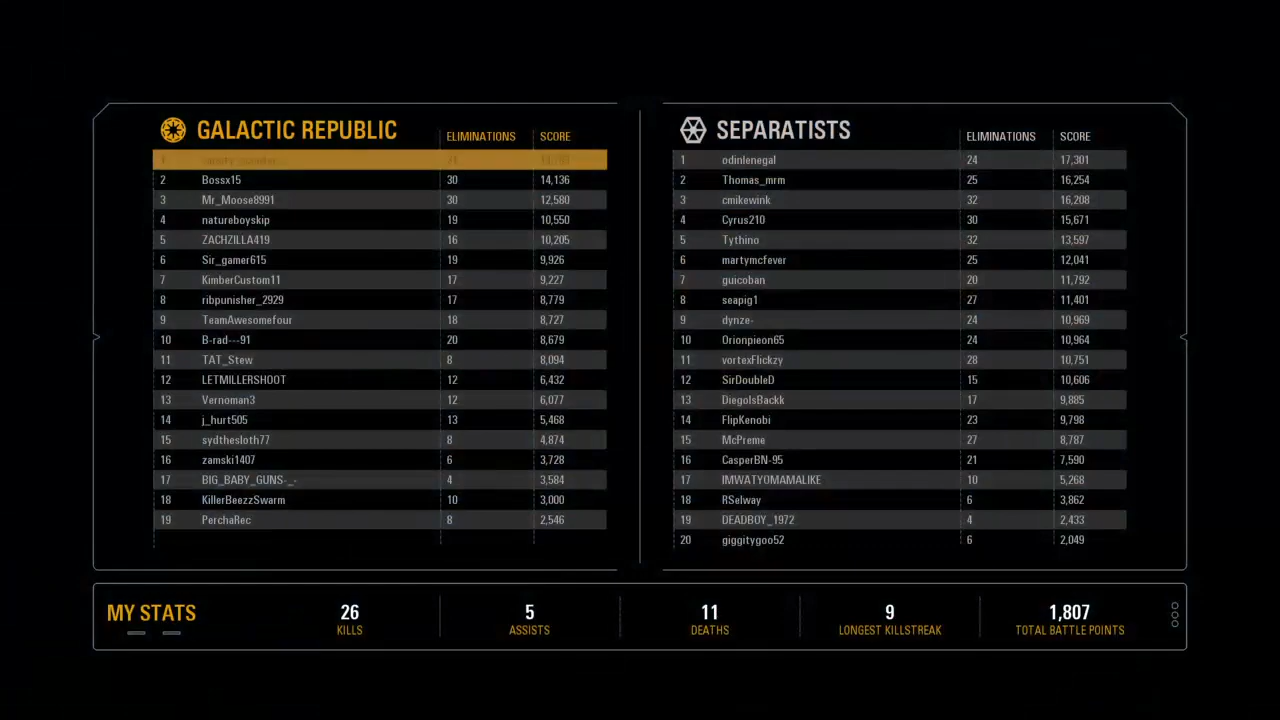 GALACTIC REPUBLIC ELIMINATIONS SCORE
1
2 Bossx15 30 14,136
3 Mr_Moose8991 30 12,580
4 natureboyskip 19 10,550
5 ZACHZILLA419 16 10,205
6 Sir_gamer615 19 9,926
7 KimberCustom11 17 9,227
8 ribpunisher_2929 17 8,779
9 TeamAwesomefour 18 8,727
10 B-rad---91 20 8,679
11 TAT_Stew 8 8,094
12 LETMILLERSHOOT 12 6,432
13 Vernoman3 12 6,077
14 j_hurt505 13 5,468
15 sydthesloth77 8 4,874
16 zamski1407 6 3,728
17 BIG_BABY_GUNS-_- 4 3,584
18 KillerBeezzSwarm 10 3,000
19 PerchaRec 8 2,546
SEPARATISTS ELIMINATIONS SCORE
1 odinlenegal 24 17,301
2 Thomas_mrm 25 16,254
3 cmikewink 32 16,208
4 Cyrus210 30 15,671
5 Tythino 32 13,597
6 martymcfever 25 12,041
7 guicoban 20 11,792
8 seapig1 27 11,401
9 dynze- 24 10,969
10 Orionpieon65 24 10,964
11 vortexFlickzy 28 10,751
12 SirDoubleD 15 10,606
13 DiegoIsBackk 17 9,885
14 FlipKenobi 23 9,798
15 McPreme 27 8,787
16 CasperBN-95 21 7,590
17 IMWATYOMAMALIKE 10 5,268
18 RSelway 6 3,862
19 DEADBOY_1972 4 2,433
20 giggitygoo52 6 2,049
MY STATS
26 5 11 9 1,807
KILLS ASSISTS DEATHS LONGEST KILLSTREAK TOTAL BATTLE POINTS